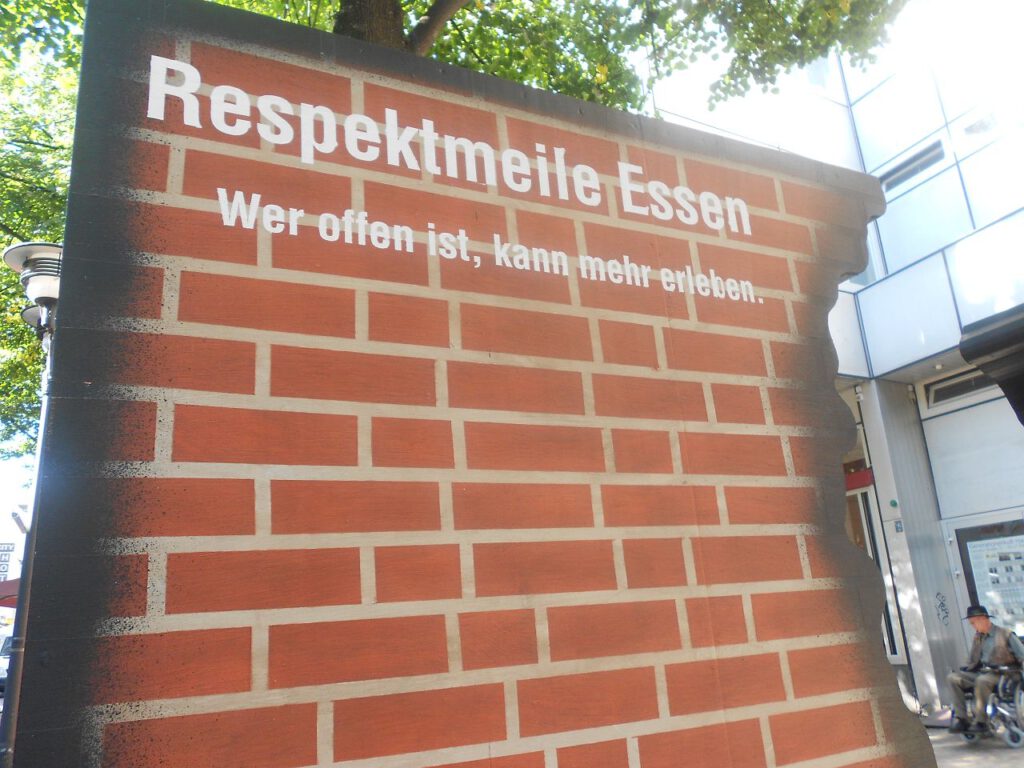 Respektmeile Essen
Wer offen ist, kann mehr erleben.